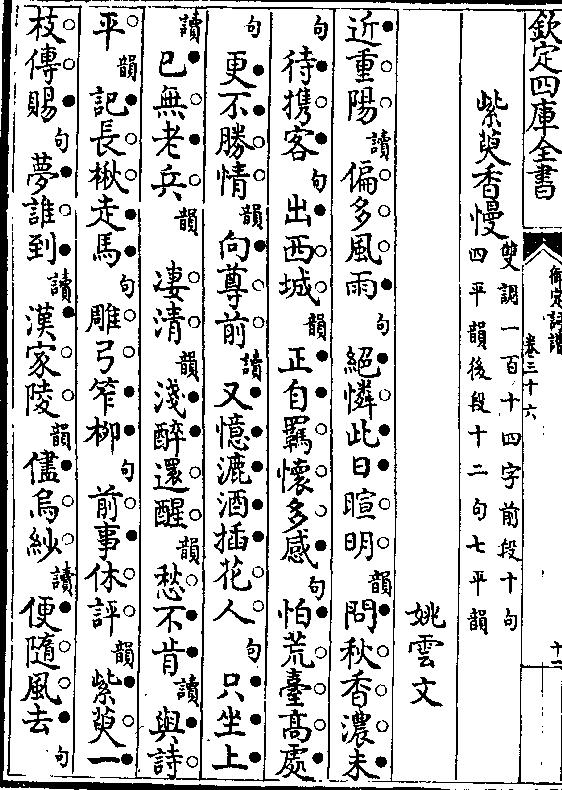 欽定四庫全書
御定詞譜
卷三十六
十一
紫萸香慢雙調一百十四字前段十句
四平韻後段十二句七平韻
姚雲文
近重陽讀偏多風雨句絕憐此日暄明韻問秋香濃未
句待攜客句出西城韻正自羈懷多感句怕荒臺高處
句更不勝情韻向尊前讀又憶漉酒插花人句只坐上
讀已無老兵韻凄清韻淺醉還醒韻愁不肯讀與詩
平韻記長楸走馬句雕弓笮柳句前事休評韻紫萸一
枝傳賜句夢誰到讀漢家陵韻儘烏紗讀便隨風去句